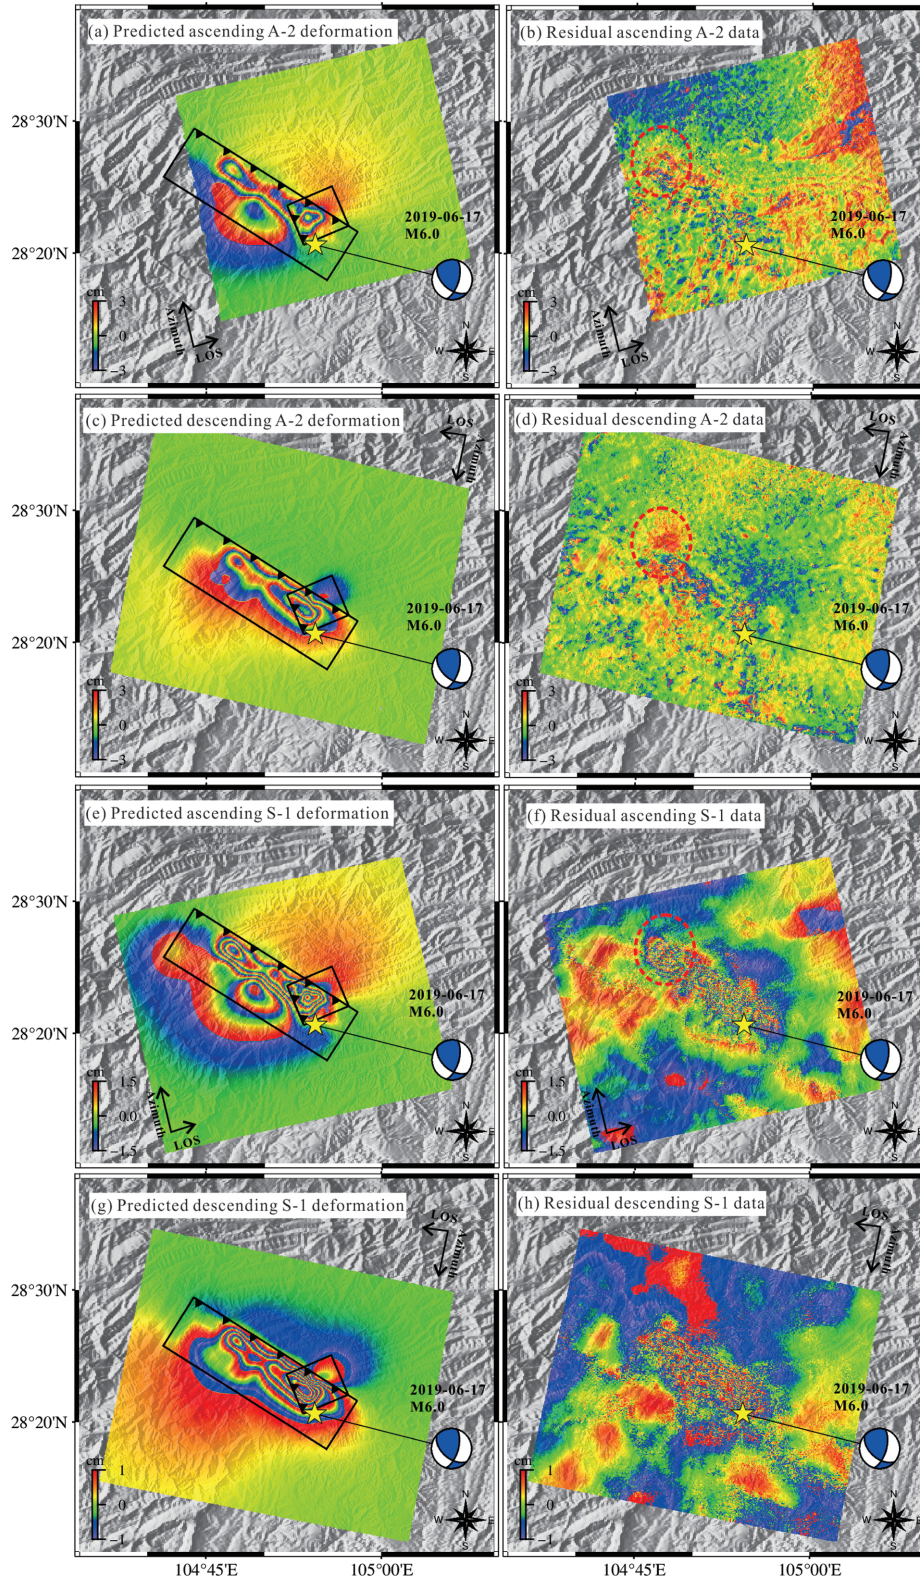 (a) Predicted ascending A-2 deformation
(b) Residual ascending A-2 data
28°30'N
28°20'N
2019-06-17
M6.0
2019-06-17
M6.0
cm
3
0
−3
Azimuth
LOS
N
W
E
S
cm
3
0
−3
Azimuth
LOS
N
W
E
S
(c) Predicted descending A-2 deformation
(d) Residual descending A-2 data
LOS
Azimuth
LOS
Azimuth
28°30'N
28°20'N
2019-06-17
M6.0
2019-06-17
M6.0
cm
3
0
−3
N
W
E
S
cm
3
0
−3
N
W
E
S
(e) Predicted ascending S-1 deformation
(f) Residual ascending S-1 data
28°30'N
28°20'N
2019-06-17
M6.0
2019-06-17
M6.0
cm
1.5
0.0
−1.5
Azimuth
LOS
N
W
E
S
cm
1.5
0.0
−1.5
Azimuth
LOS
N
W
E
S
(g) Predicted descending S-1 deformation
(h) Residual descending S-1 data
LOS
Azimuth
LOS
Azimuth
28°30'N
28°20'N
2019-06-17
M6.0
2019-06-17
M6.0
cm
1
0
−1
N
W
E
S
cm
1
0
−1
N
W
E
S
104°45'E
105°00'E
104°45'E
105°00'E